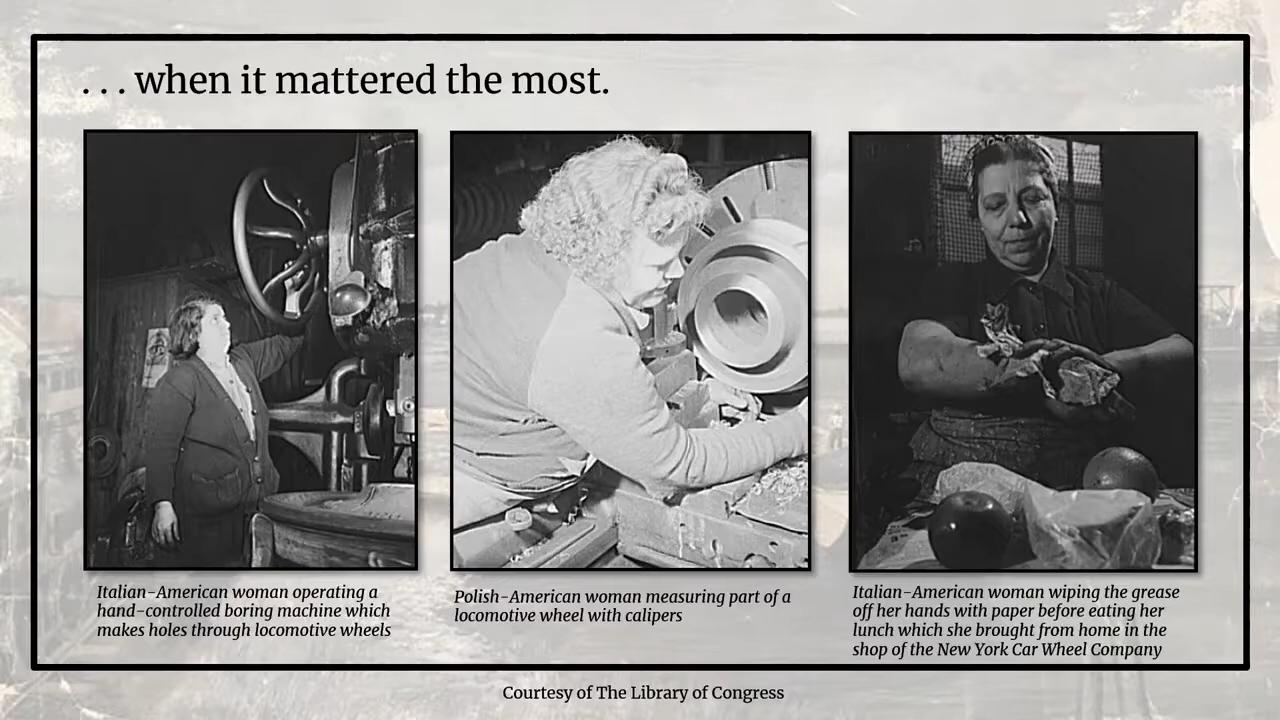 . . . when it mattered the most.
Italian-American woman operating a
hand-controlled boring machine which
makes holes through locomotive wheels
Polish-American woman measuring part of a
locomotive wheel with calipers
Italian-American woman wiping the grease
off her hands with paper before eating her
lunch which she brought from home in the
shop of the New York Car Wheel Company
Courtesy of The Library of Congress